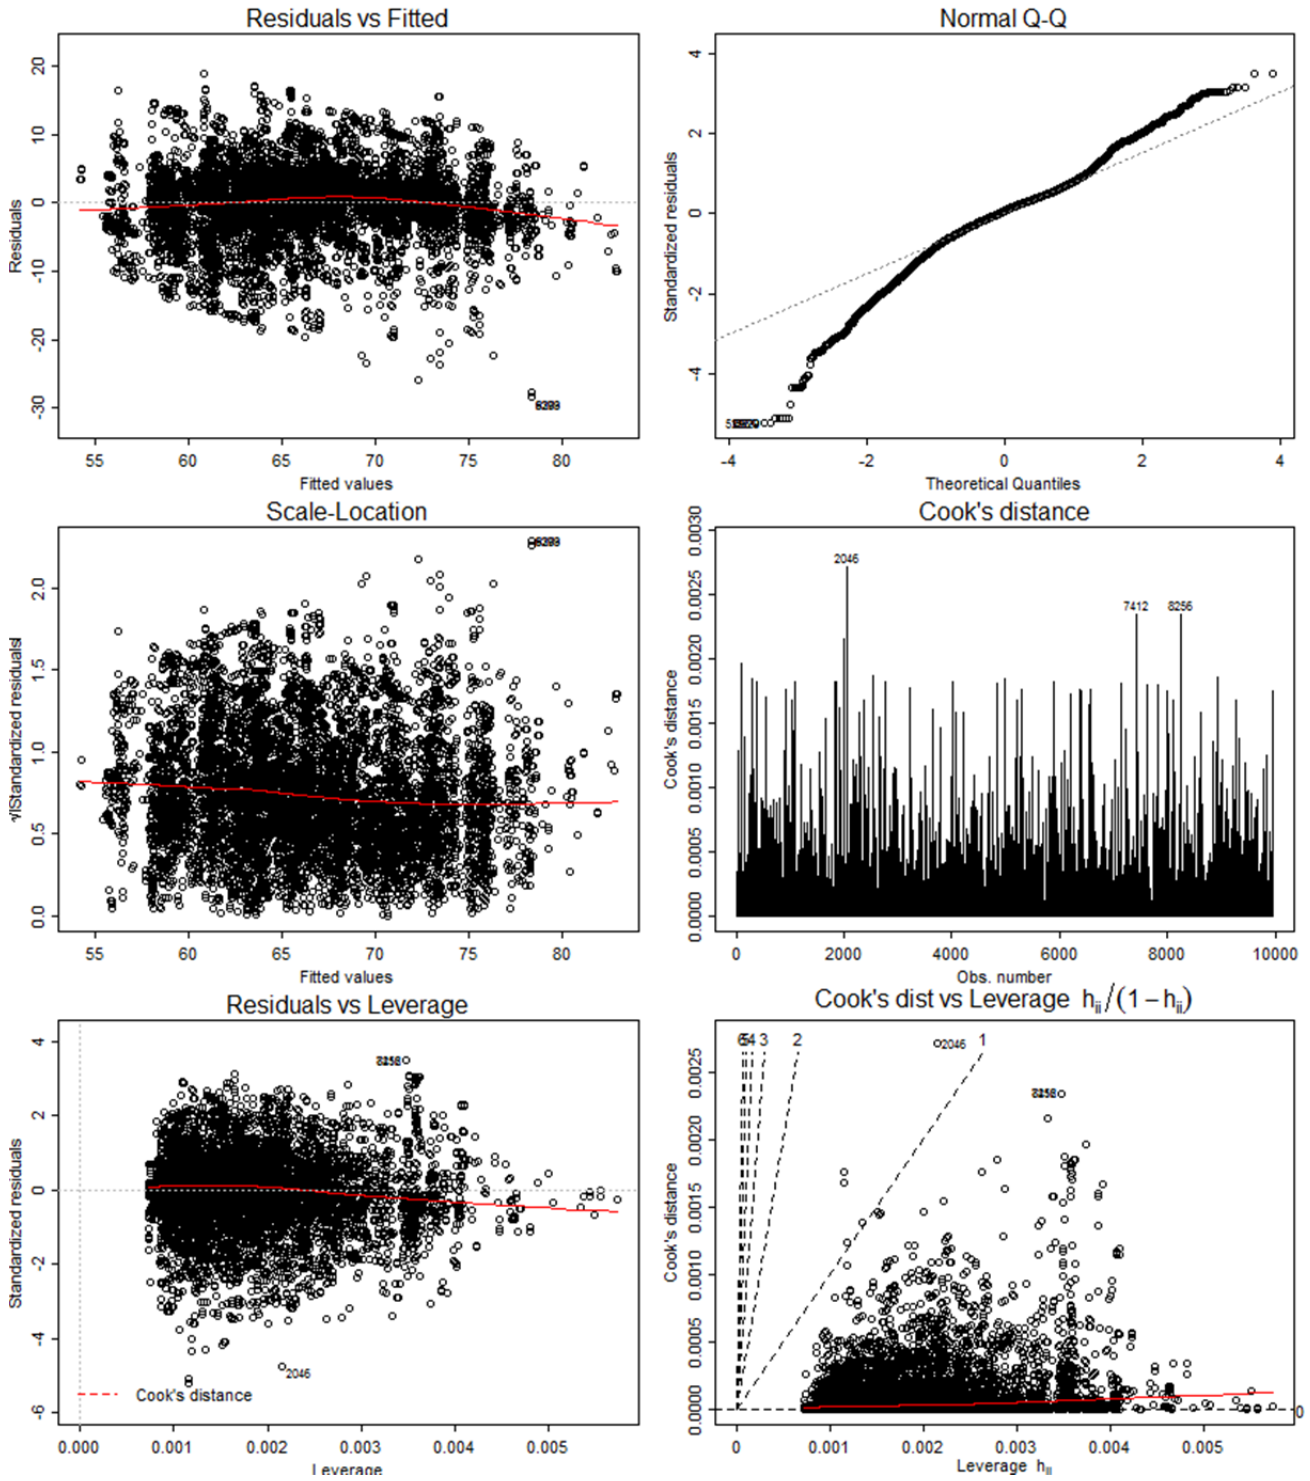 Residuals vs Fitted
Residuals
20
10
0
-10
-20
-30
55 60 65 70 75 80
Fitted values
Normal Q-Q
Standardized residuals
4
2
0
-2
-4
-4 -2 0 2 4
Theoretical Quantiles
Scale-Location
√|Standardized residuals|
2.0
1.5
1.0
0.5
0.0
55 60 65 70 75 80
Fitted values
Cook's distance
Cook's distance
0.0030
0.0025
0.0020
0.0015
0.0010
0.0005
0.0000
2046
7412 8256
0 2000 4000 6000 8000 10000
Obs. number
Residuals vs Leverage
Standardized residuals
4
2
0
-2
-4
-6
2046
Cook's distance
0.000 0.001 0.002 0.003 0.004 0.005
Leverage
Cook's dist vs Leverage hᵢᵢ/(1 − hᵢᵢ)
Cook's distance
0.0025
0.0020
0.0015
0.0010
0.0005
0.0000
3 2 1
2046
0
0 0.001 0.002 0.003 0.004 0.005
Leverage hᵢᵢ